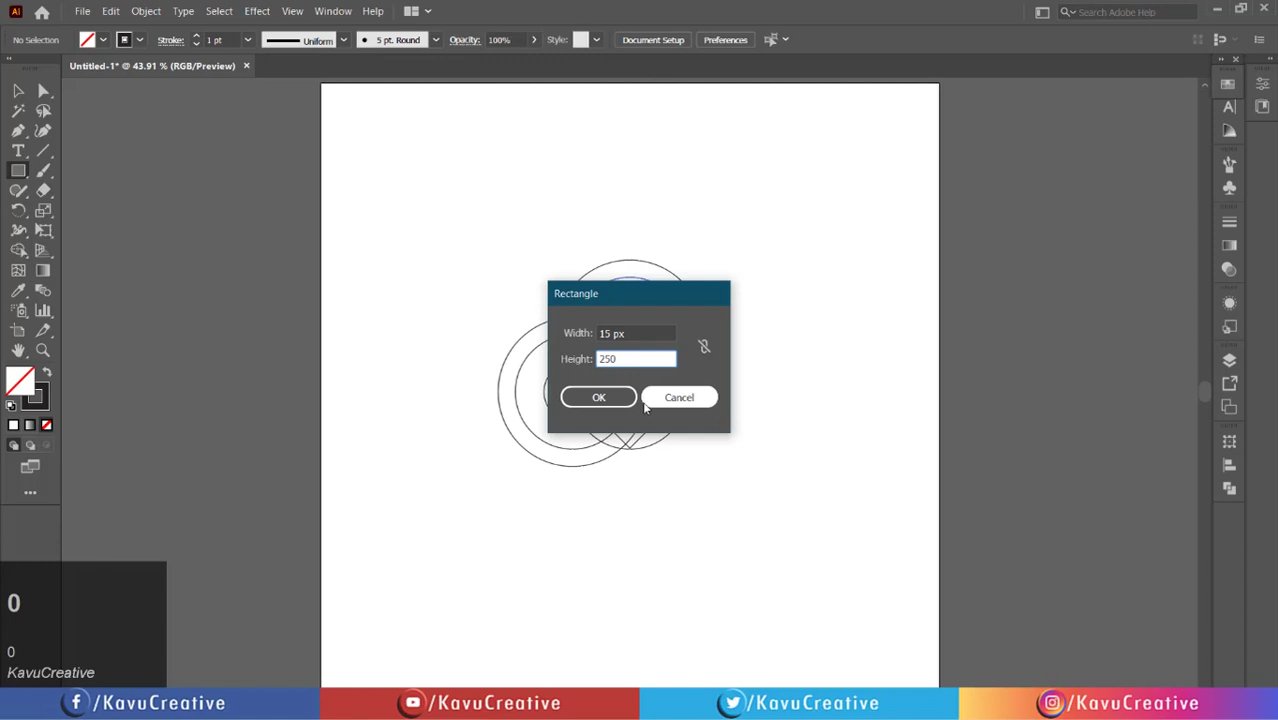 Ai File Edit Object Type Select Effect View Window Help Search Adobe Help
No Selection Stroke: 1 pt Uniform 5 pt. Round Opacity: 100% Style: Document Setup Preferences
Untitled-1* @ 43.91 % (RGB/Preview) ×
Rectangle
Width: 15 px
Height: 250
OK Cancel
0
0
KavuCreative
/KavuCreative /KavuCreative /KavuCreative /KavuCreative